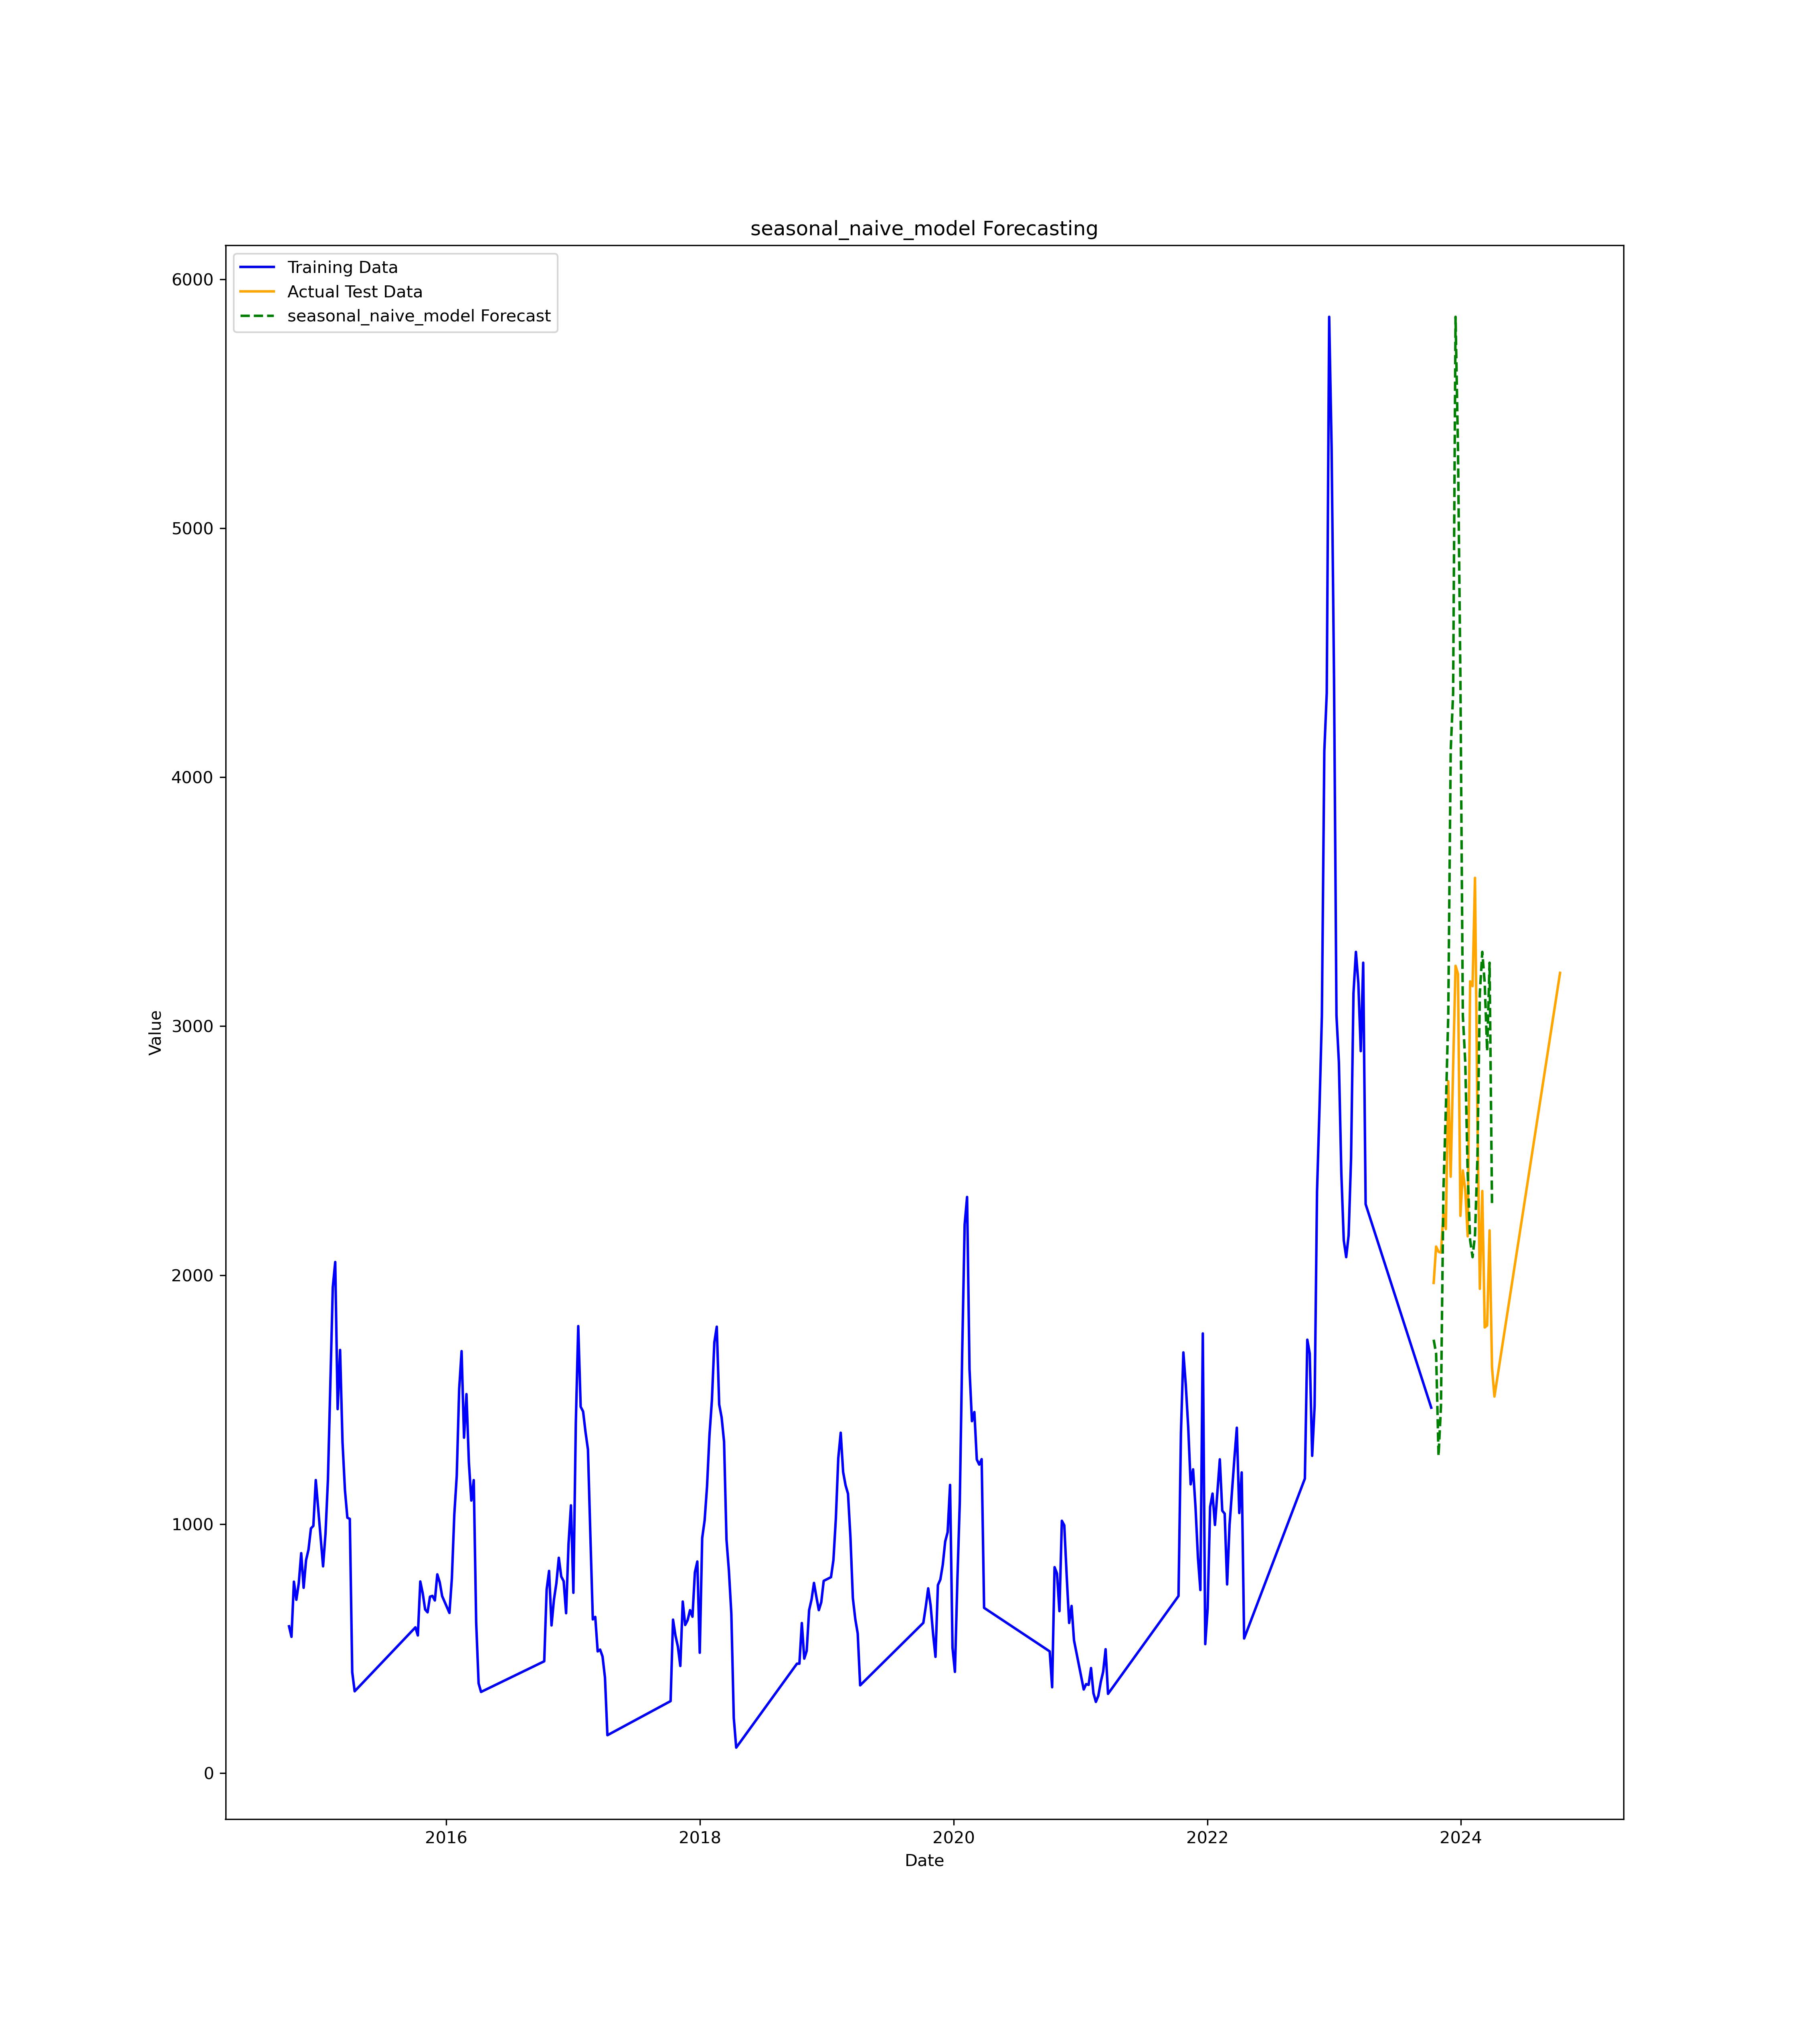 seasonal_naive_model Forecasting
Training Data
Actual Test Data
seasonal_naive_model Forecast
6000
5000
4000
3000
2000
1000
0
Value
2016
2018
2020
2022
2024
Date